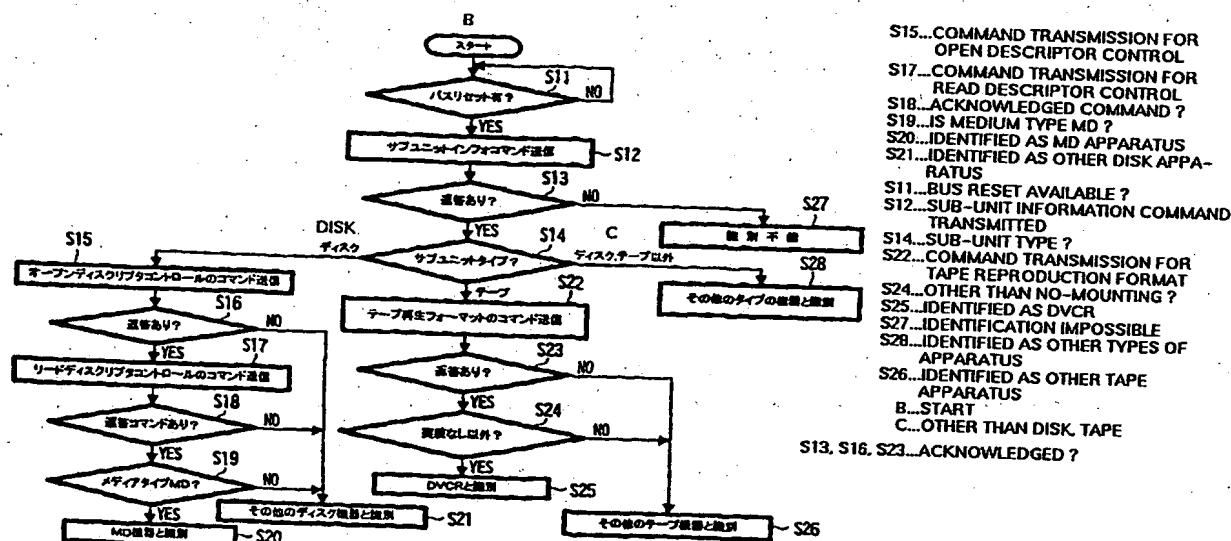 B
スタート
S11
バスリセット有?
NO
YES
サブユニットインフォコマンド送信
S12
S13
返答あり?
NO
YES
S27
識別不能
DISK
ディスク
S14
サブユニットタイプ?
C
ディスク,テープ以外
S28
その他のタイプの機器と識別
テープ
S15
オープンディスクリプタコントロールのコマンド送信
S16
返答あり?
NO
YES
S17
リードディスクリプタコントロールのコマンド送信
S18
返答コマンドあり?
NO
YES
S19
メディアタイプMD?
NO
YES
MD機器と識別
S20
その他のディスク機器と識別
S21
S22
テープ再生フォーマットのコマンド送信
S23
返答あり?
NO
YES
S24
実装なし以外?
NO
YES
DVCRと識別
S25
その他のテープ機器と識別
S26
S15...COMMAND TRANSMISSION FOR
OPEN DESCRIPTOR CONTROL
S17...COMMAND TRANSMISSION FOR
READ DESCRIPTOR CONTROL
S18...ACKNOWLEDGED COMMAND ?
S19...IS MEDIUM TYPE MD ?
S20...IDENTIFIED AS MD APPARATUS
S21...IDENTIFIED AS OTHER DISK APPA-
RATUS
S11...BUS RESET AVAILABLE ?
S12...SUB-UNIT INFORMATION COMMAND
TRANSMITTED
S14...SUB-UNIT TYPE ?
S22...COMMAND TRANSMISSION FOR
TAPE REPRODUCTION FORMAT
S24...OTHER THAN NO-MOUNTING ?
S25...IDENTIFIED AS DVCR
S27...IDENTIFICATION IMPOSSIBLE
S28...IDENTIFIED AS OTHER TYPES OF
APPARATUS
S26...IDENTIFIED AS OTHER TAPE
APPARATUS
B...START
C...OTHER THAN DISK, TAPE
S13, S16, S23...ACKNOWLEDGED ?